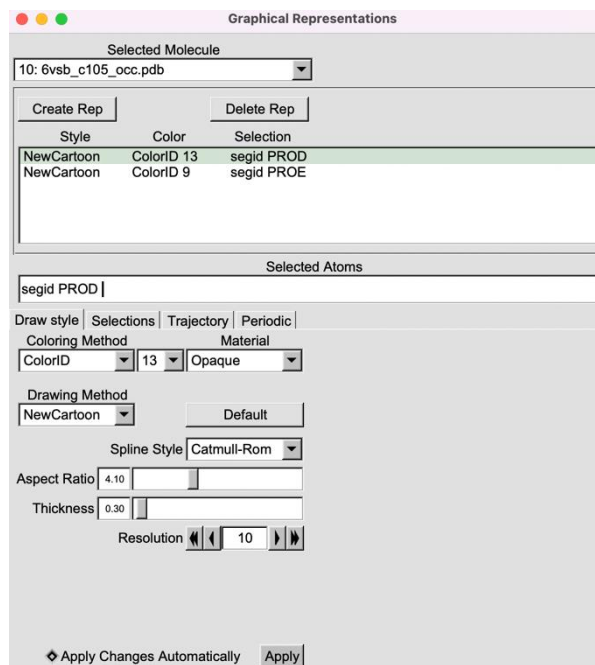 Graphical Representations
Selected Molecule
10: 6vsb_c105_occ.pdb
Create Rep Delete Rep
Style Color Selection
NewCartoon ColorID 13 segid PROD
NewCartoon ColorID 9 segid PROE
Selected Atoms
segid PROD
Draw style Selections Trajectory Periodic
Coloring Method Material
ColorID 13 Opaque
Drawing Method
NewCartoon Default
Spline Style Catmull-Rom
Aspect Ratio 4.10
Thickness 0.30
Resolution 10
Apply Changes Automatically Apply